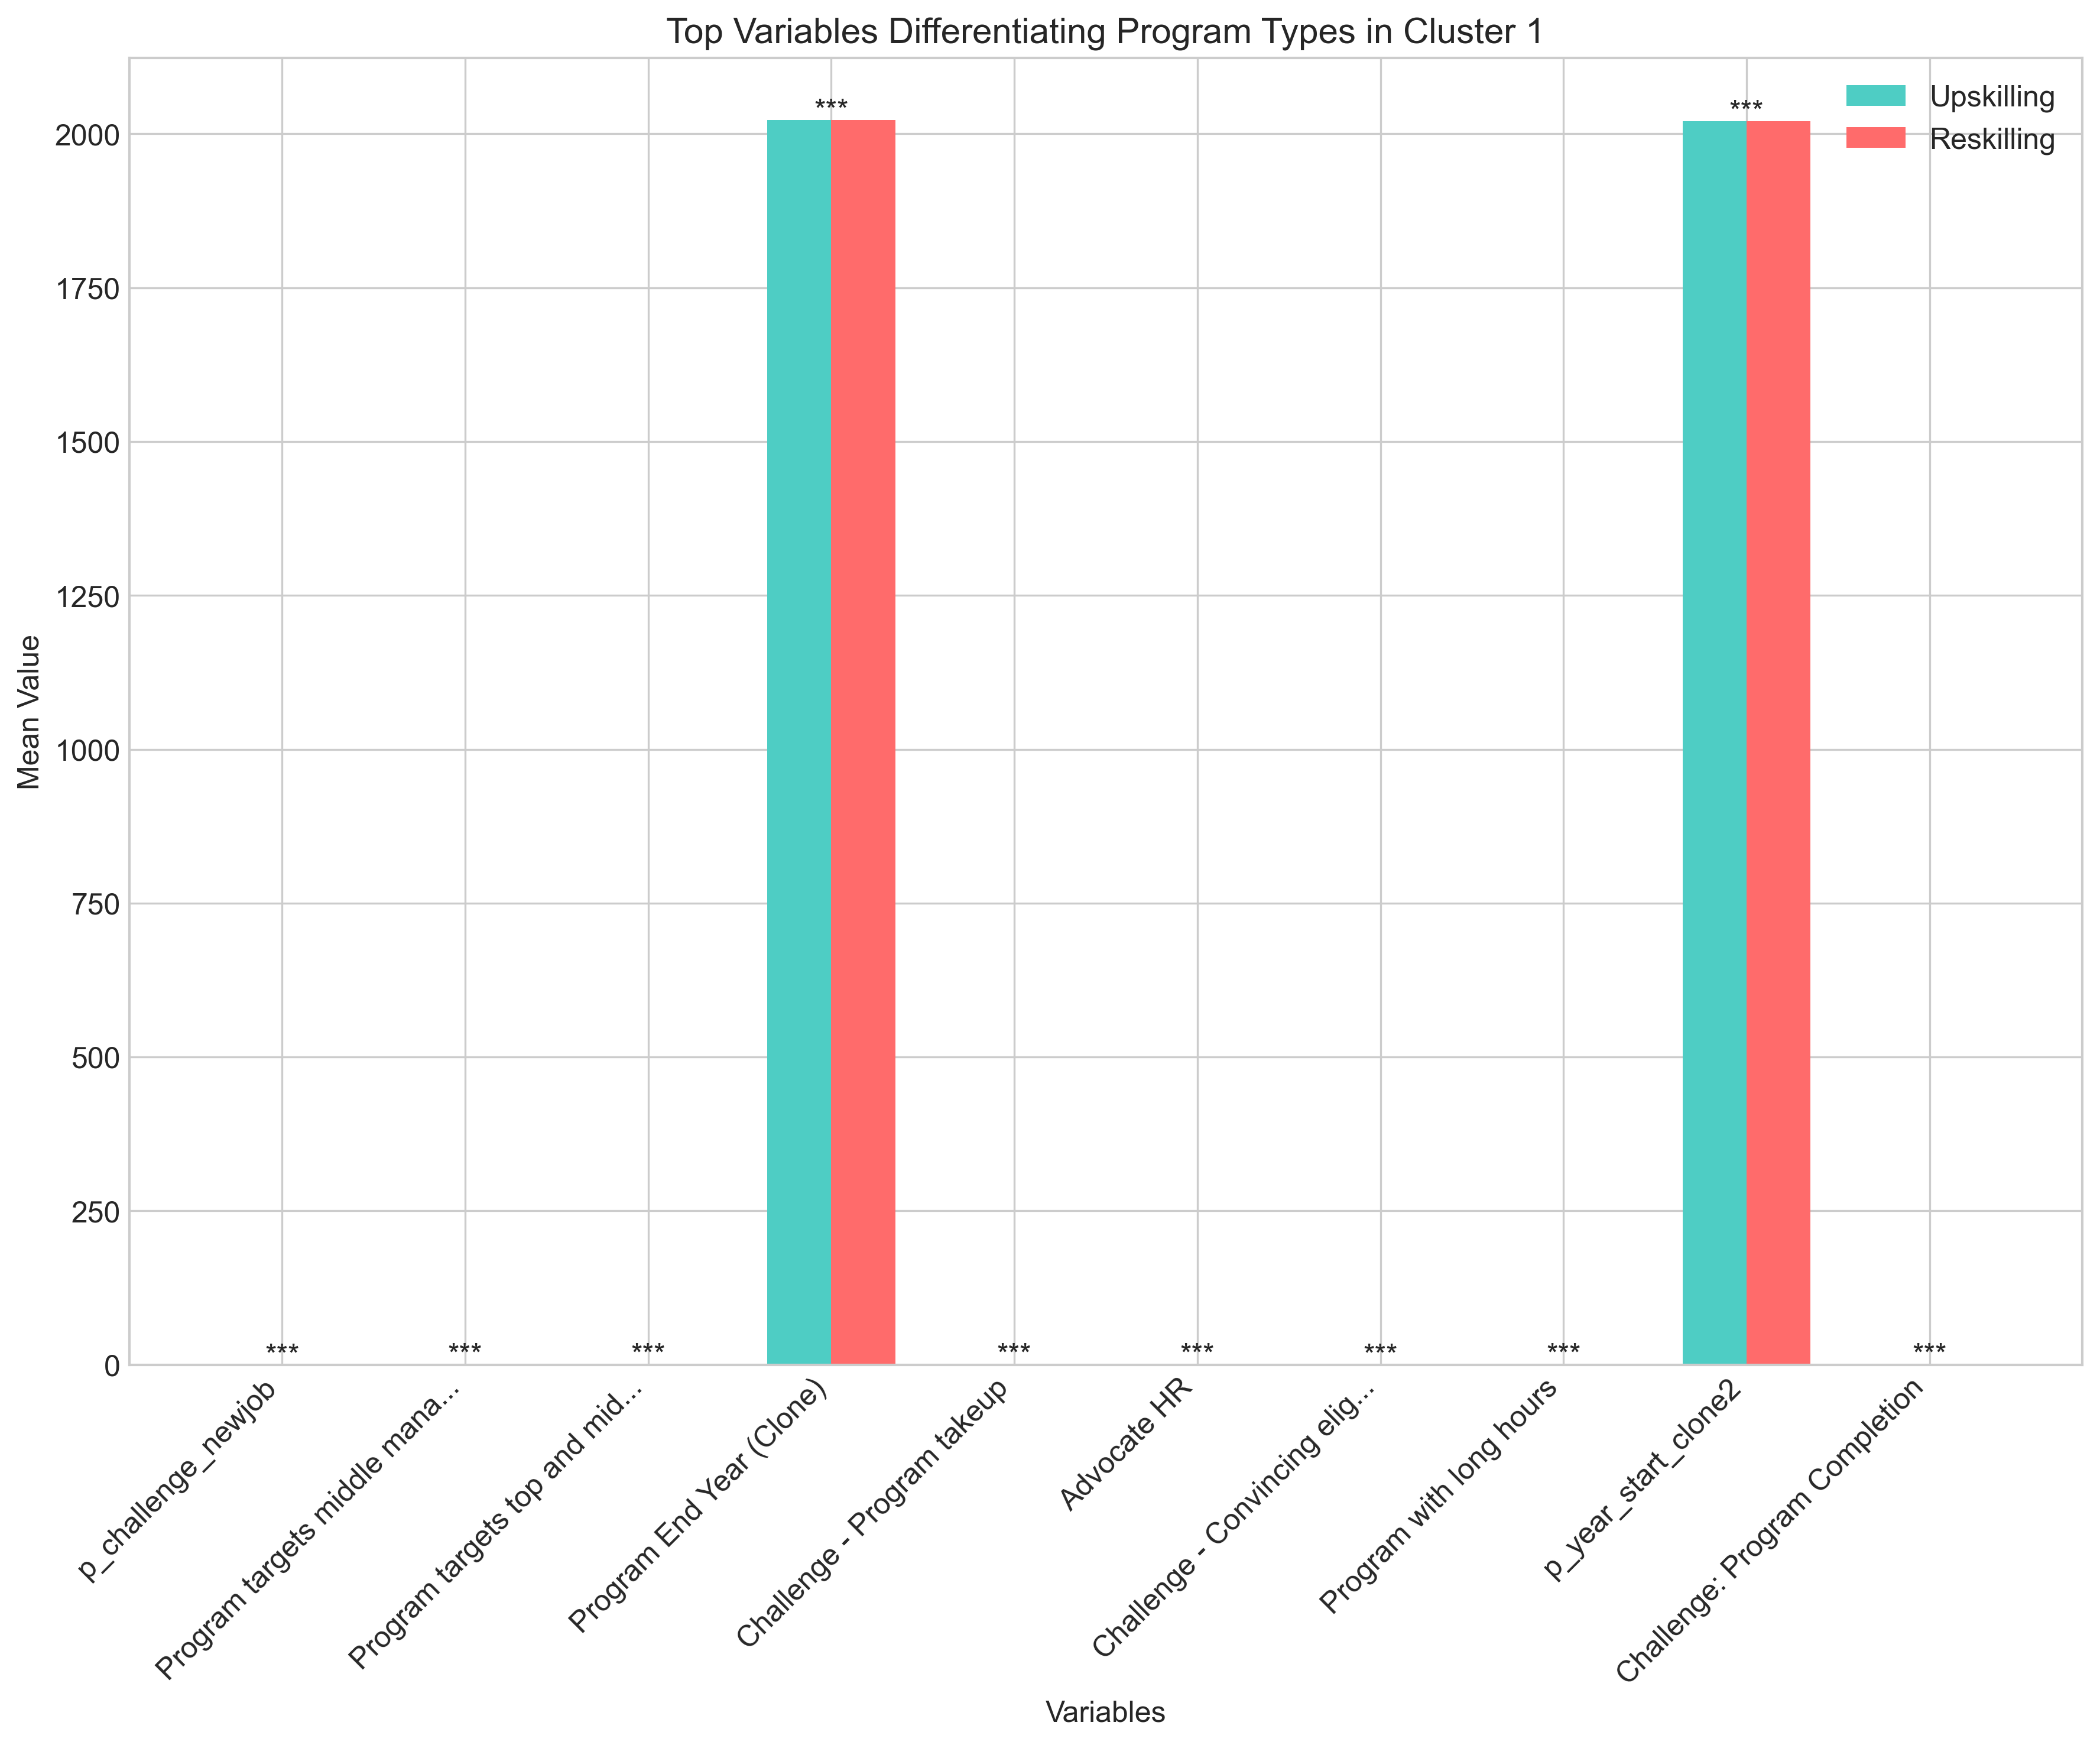 Top Variables Differentiating Program Types in Cluster 1
Upskilling
Reskilling
Mean Value
2000
1750
1500
1250
1000
750
500
250
0
***
***
***
***
***
***
***
***
***
***
p_challenge_newjob
Program targets middle mana...
Program targets top and mid...
Program End Year (Clone)
Challenge - Program takeup
Advocate HR
Challenge - Convincing elig...
Program with long hours
p_year_start_clone2
Challenge: Program Completion
Variables